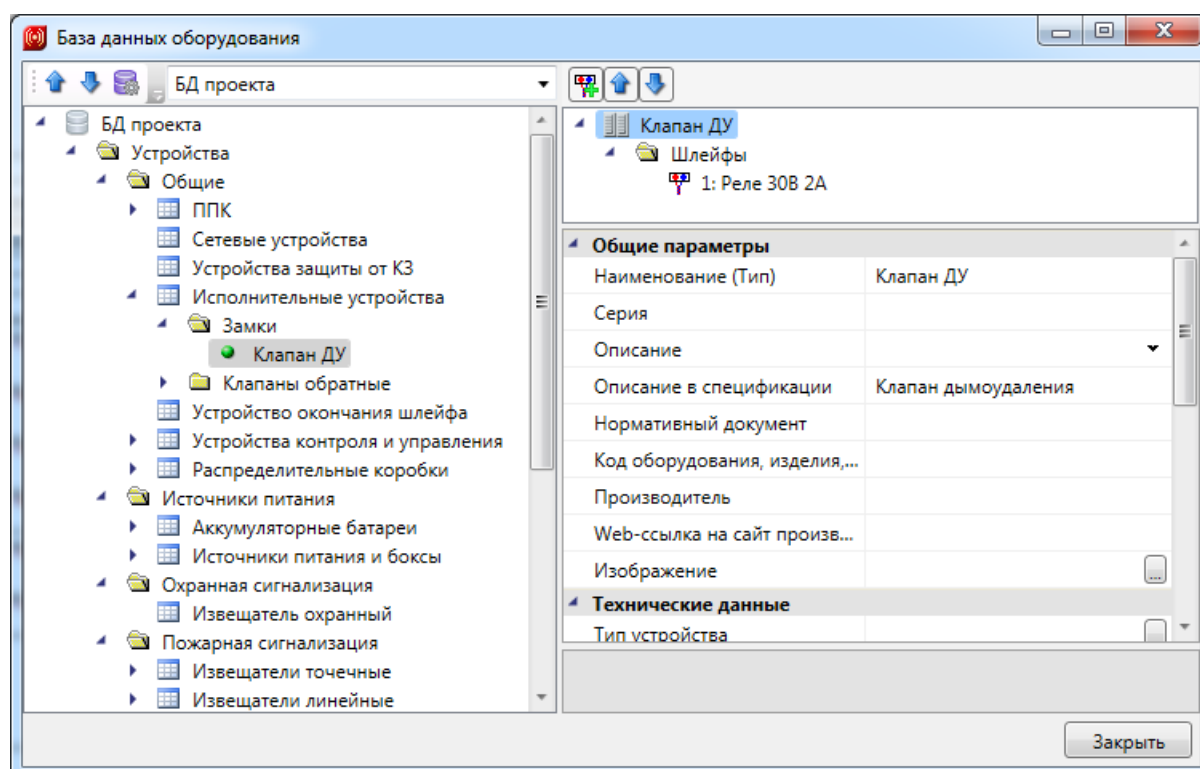 База данных оборудования
БД проекта
БД проекта
Устройства
Общие
ППК
Сетевые устройства
Устройства защиты от КЗ
Исполнительные устройства
Замки
Клапан ДУ
Клапаны обратные
Устройство окончания шлейфа
Устройства контроля и управления
Распределительные коробки
Источники питания
Аккумуляторные батареи
Источники питания и боксы
Охранная сигнализация
Извещатель охранный
Пожарная сигнализация
Извещатели точечные
Извещатели линейные
Клапан ДУ
Шлейфы
1: Реле 30В 2А
Общие параметры
Наименование (Тип) Клапан ДУ
Серия
Описание
Описание в спецификации Клапан дымоудаления
Нормативный документ
Код оборудования, изделия,...
Производитель
Web-ссылка на сайт произв...
Изображение ...
Технические данные
Тип устройства
Закрыть